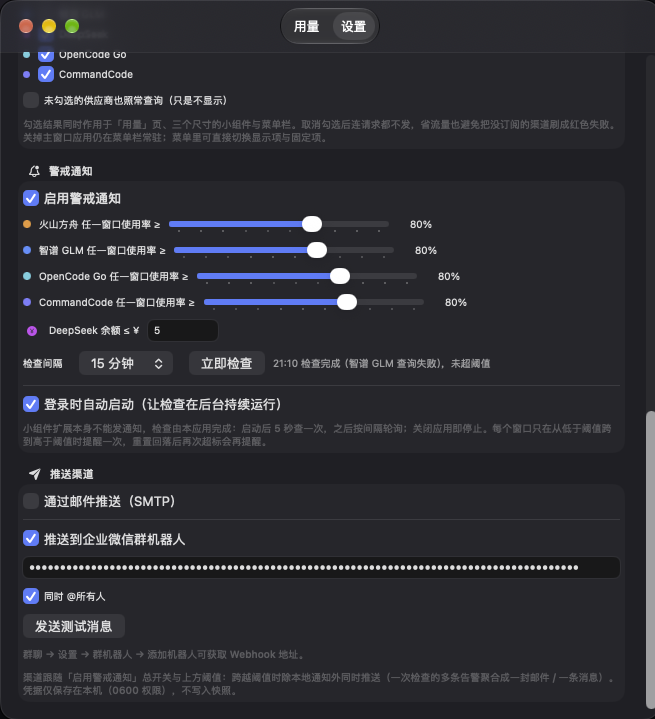 用量 设置
OpenCode Go
CommandCode
未勾选的供应商也照常查询（只是不显示）
勾选结果同时作用于「用量」页、三个尺寸的小组件与菜单栏。取消勾选后连请求都不发，省流量也避免把没订阅的渠道刷成红色失败。
关掉主窗口应用仍在菜单栏常驻；菜单里可直接切换显示项与固定项。
警戒通知
启用警戒通知
火山方舟 任一窗口使用率 ≥ 80%
智谱 GLM 任一窗口使用率 ≥ 80%
OpenCode Go 任一窗口使用率 ≥ 80%
CommandCode 任一窗口使用率 ≥ 80%
DeepSeek 余额 ≤ ¥ 5
检查间隔 15 分钟 立即检查 21:10 检查完成（智谱 GLM 查询失败），未超阈值
登录时自动启动（让检查在后台持续运行）
小组件扩展本身不能发通知，检查由本应用完成：启动后 5 秒查一次，之后按间隔轮询；关闭应用即停止。每个窗口只在从低于阈值跨
到高于阈值时提醒一次，重置回落后再次超标会再提醒。
推送渠道
通过邮件推送（SMTP）
推送到企业微信群机器人
同时 @所有人
发送测试消息
群聊 → 设置 → 群机器人 → 添加机器人可获取 Webhook 地址。
渠道跟随「启用警戒通知」总开关与上方阈值：跨越阈值时除本地通知外同时推送（一次检查的多条告警聚合成一封邮件 / 一条消息）。
凭据仅保存在本机（0600 权限），不写入快照。